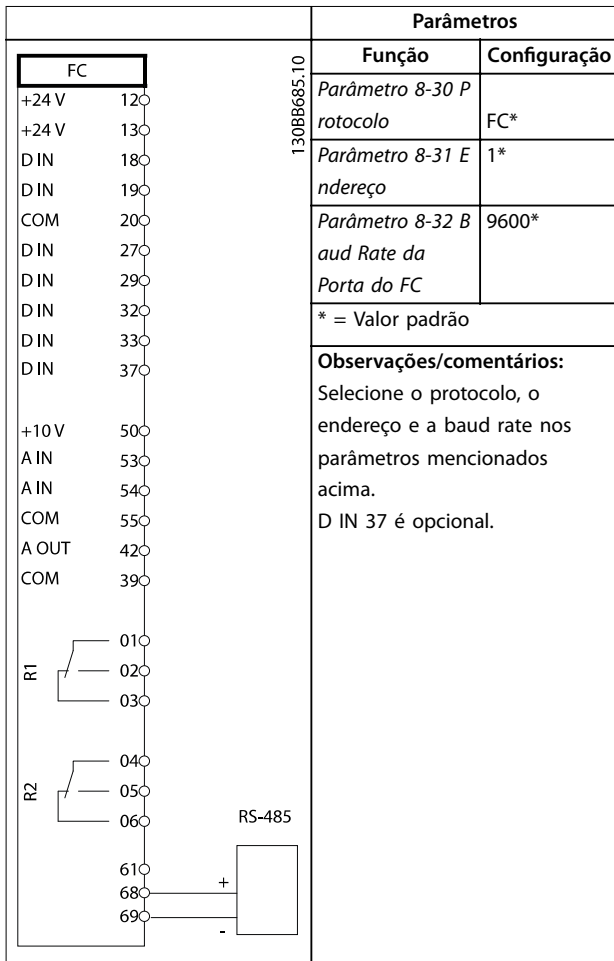 FC
+24 V 12
+24 V 13
D IN 18
D IN 19
COM 20
D IN 27
D IN 29
D IN 32
D IN 33
D IN 37
+10 V 50
A IN 53
A IN 54
COM 55
A OUT 42
COM 39
R1
01
02
03
R2
04
05
06
61
68
69
+
-
RS-485
130BB685.10
Parâmetros
Função Configuração
Parâmetro 8-30 P
rotocolo FC*
Parâmetro 8-31 E 1*
ndereço
Parâmetro 8-32 B 9600*
aud Rate da
Porta do FC
* = Valor padrão
Observações/comentários:
Selecione o protocolo, o
endereço e a baud rate nos
parâmetros mencionados
acima.
D IN 37 é opcional.